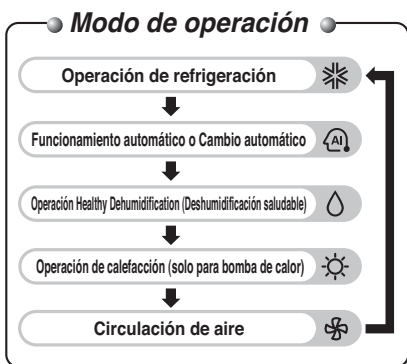 Modo de operación
Operación de refrigeración
Funcionamiento automático o Cambio automático
AI
Operación Healthy Dehumidification (Deshumidificación saludable)
Operación de calefacción (solo para bomba de calor)
Circulación de aire